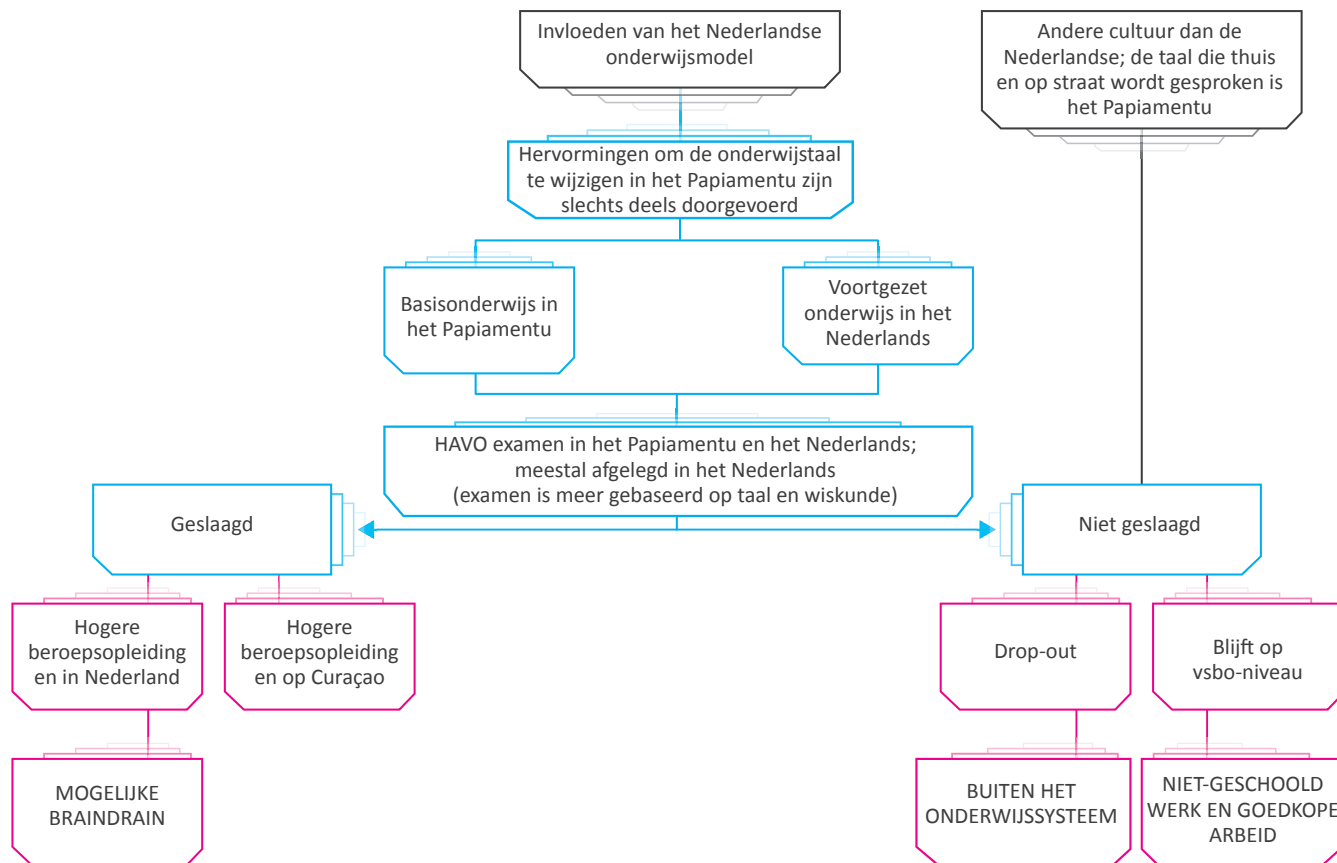 Invloeden van het Nederlandse
onderwijsmodel
Andere cultuur dan de
Nederlandse; de taal die thuis
en op straat wordt gesproken is
het Papiamentu
Hervormingen om de onderwijstaal
te wijzigen in het Papiamentu zijn
slechts deels doorgevoerd
Basisonderwijs in
het Papiamentu
Voortgezet
onderwijs in het
Nederlands
HAVO examen in het Papiamentu en het Nederlands;
meestal afgelegd in het Nederlands
(examen is meer gebaseerd op taal en wiskunde)
Geslaagd
Niet geslaagd
Hogere
beroepsopleiding
en in Nederland
Hogere
beroepsopleiding
en op Curaçao
Drop-out
Blijft op
vsbo-niveau
MOGELIJKE
BRAINDRAIN
BUITEN HET
ONDERWIJSSYSTEEM
NIET-GESCHOOLD
WERK EN GOEDKOPE
ARBEID